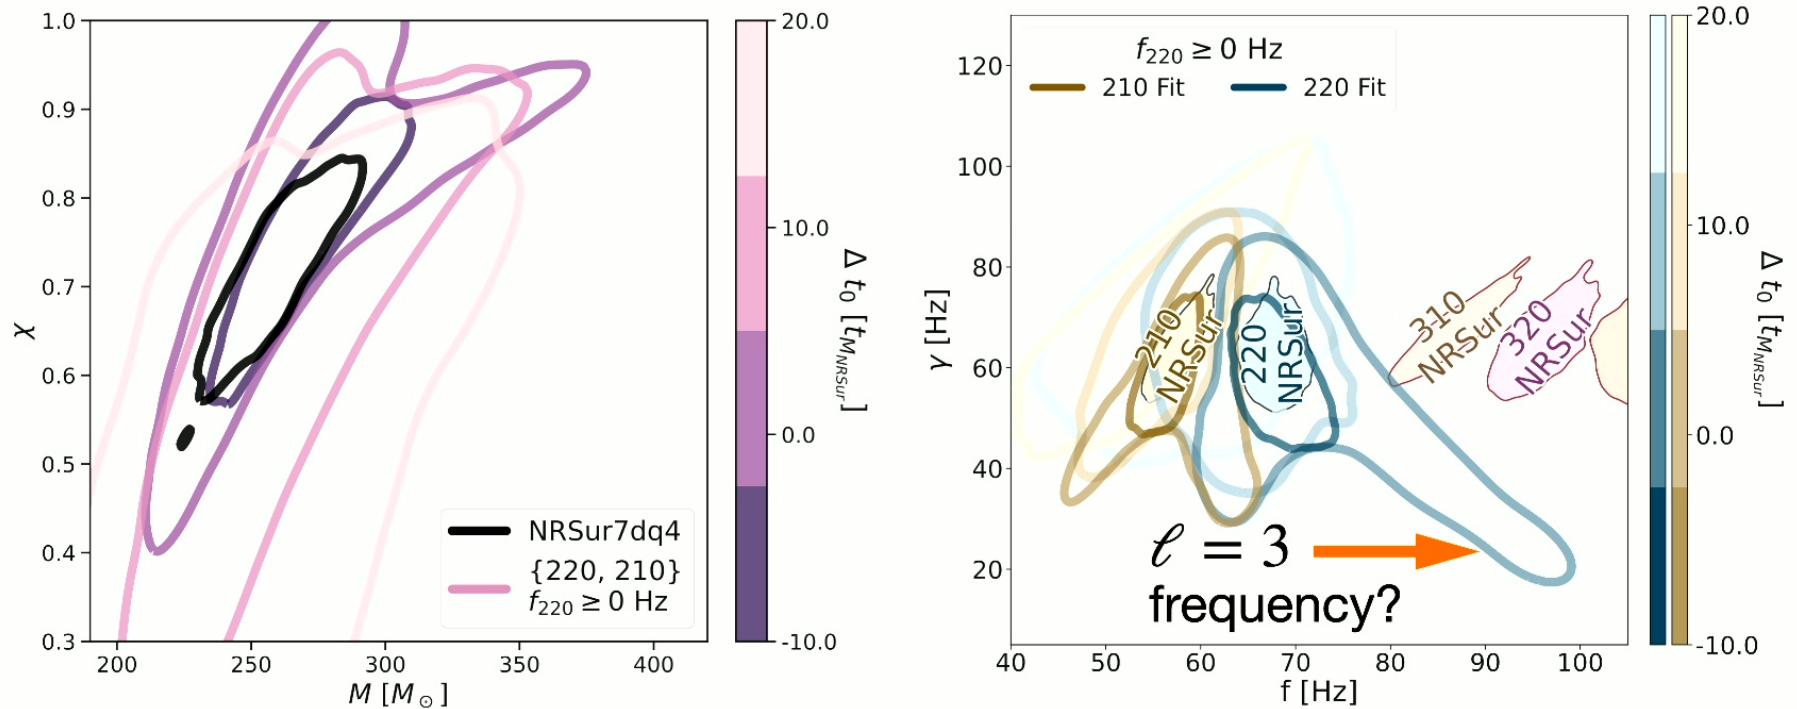 1.0
0.9
0.8
0.7
0.6
0.5
0.4
0.3
χ
200
250
300
350
400
M [M⊙]
NRSur7dq4
{220, 210}
f220 ≥ 0 Hz
20.0
10.0
0.0
-10.0
Δ t0 [tMNRSur]
f220 ≥ 0 Hz
210 Fit
220 Fit
120
100
80
60
40
20
γ [Hz]
210
NRSur
220
NRSur
310
NRSur
320
NRSur
ℓ = 3
frequency?
40
50
60
70
80
90
100
f [Hz]
20.0
10.0
0.0
-10.0
Δ t0 [tMNRSur]